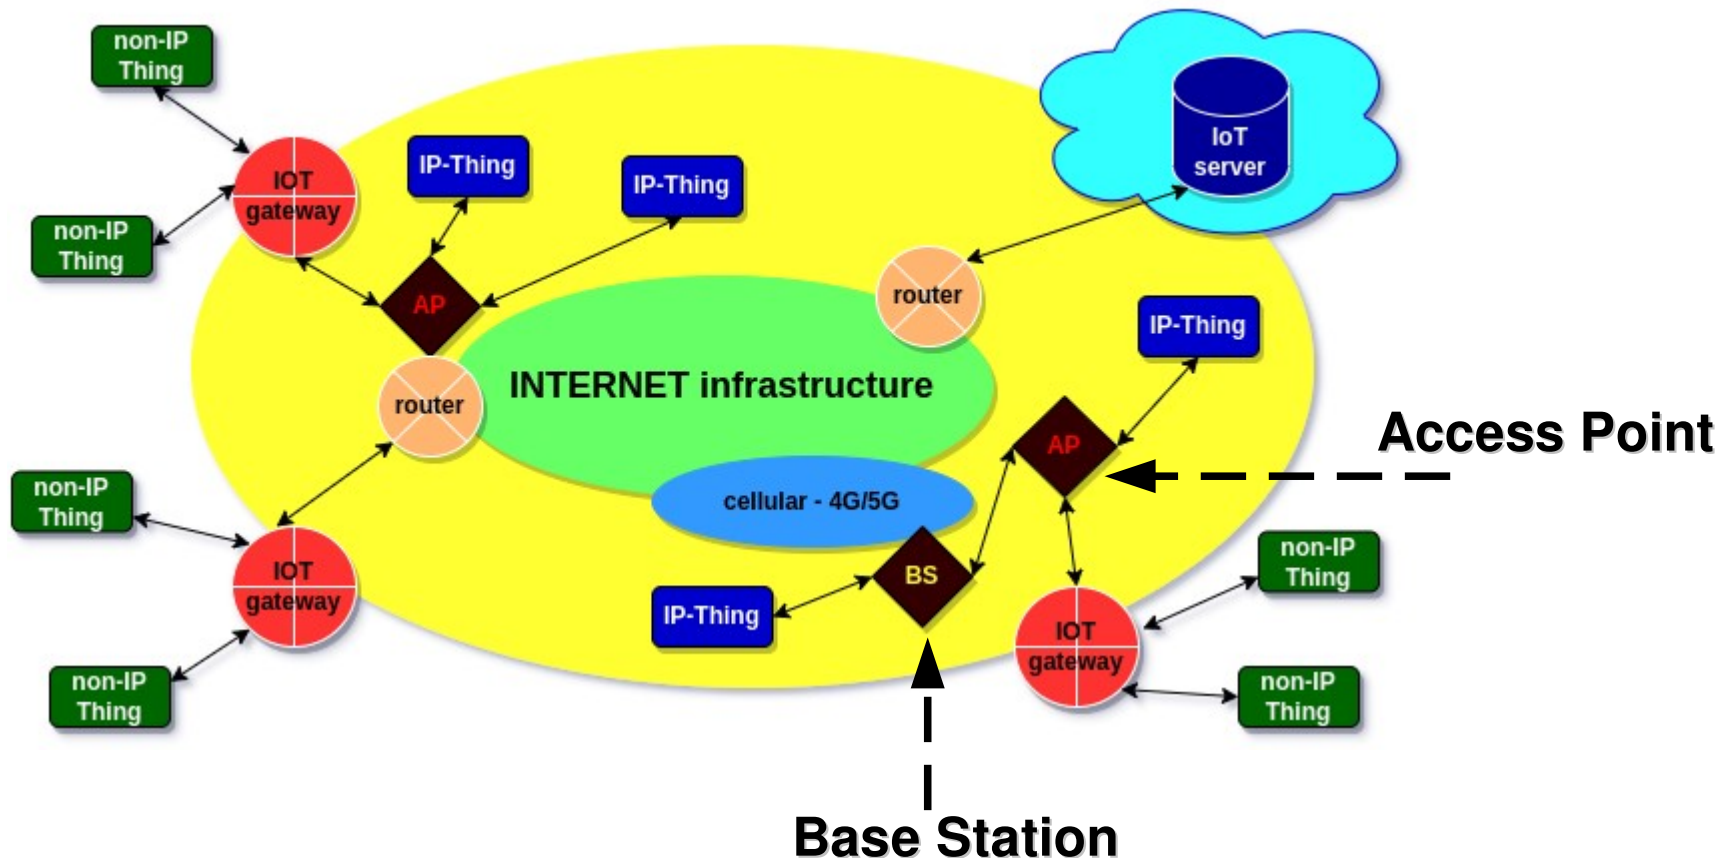 non-IP
Thing
IoT
server
IP-Thing
IP-Thing
IOT
gateway
non-IP
Thing
AP
router
IP-Thing
router
INTERNET infrastructure
Access Point
AP
non-IP
Thing
cellular - 4G/5G
IOT
gateway
BS
non-IP
Thing
IP-Thing
IOT
gateway
non-IP
Thing
non-IP
Thing
Base Station